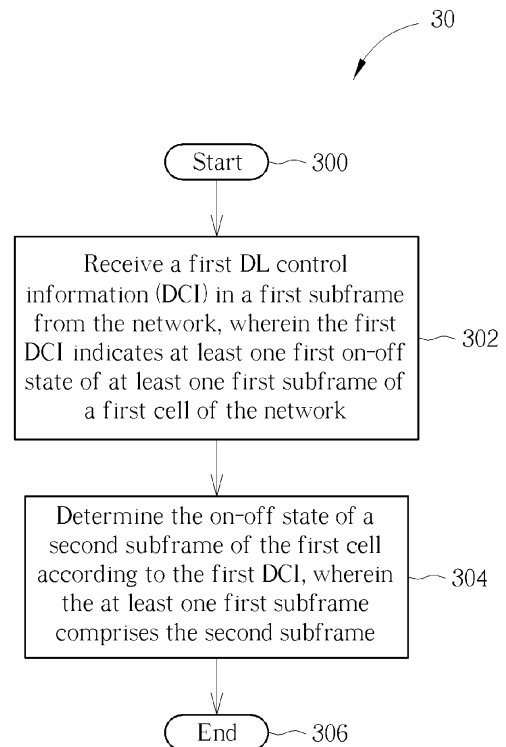 30
Start
300
Receive a first DL control
information (DCI) in a first subframe
from the network, wherein the first
DCI indicates at least one first on-off
state of at least one first subframe of
a first cell of the network
302
Determine the on-off state of a
second subframe of the first cell
according to the first DCI, wherein
the at least one first subframe
comprises the second subframe
304
End
306